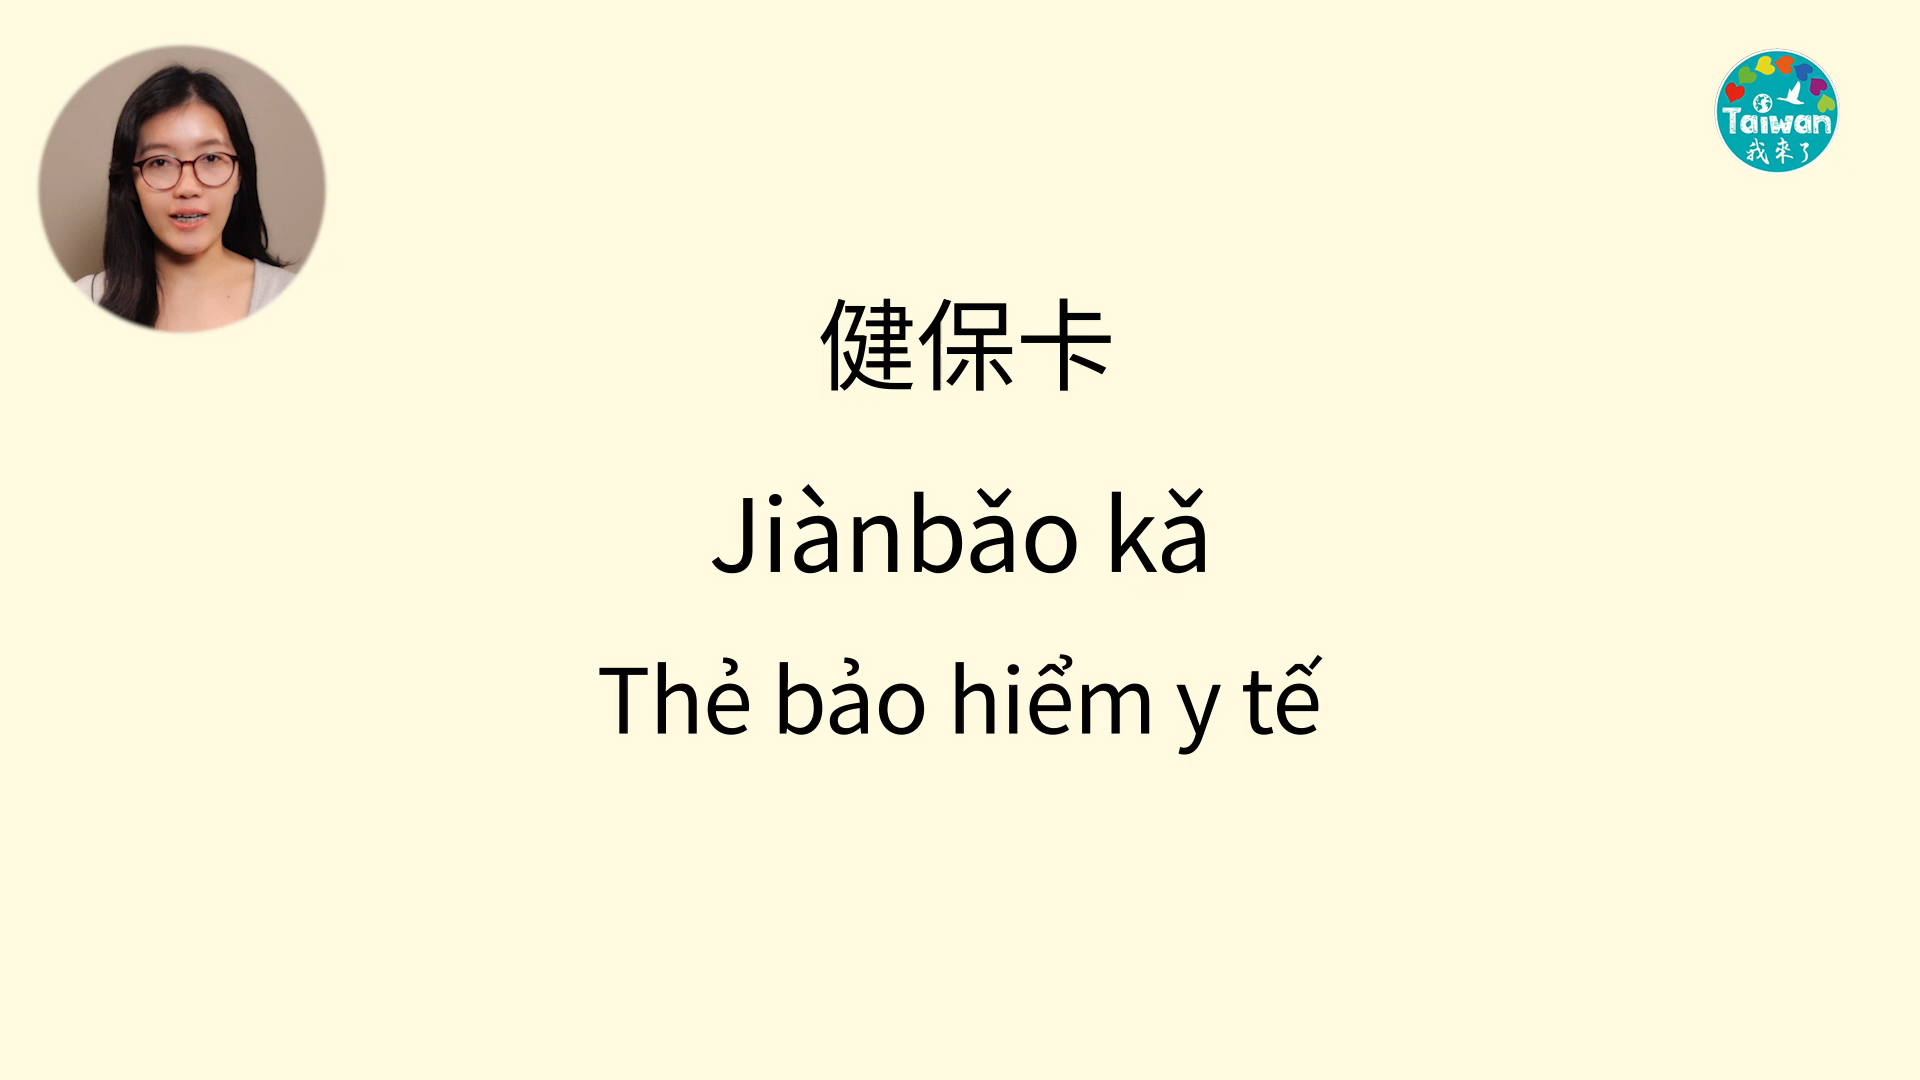 Taiwan
我來了
健保卡
Jiànbǎo kǎ
Thẻ bảo hiểm y tế